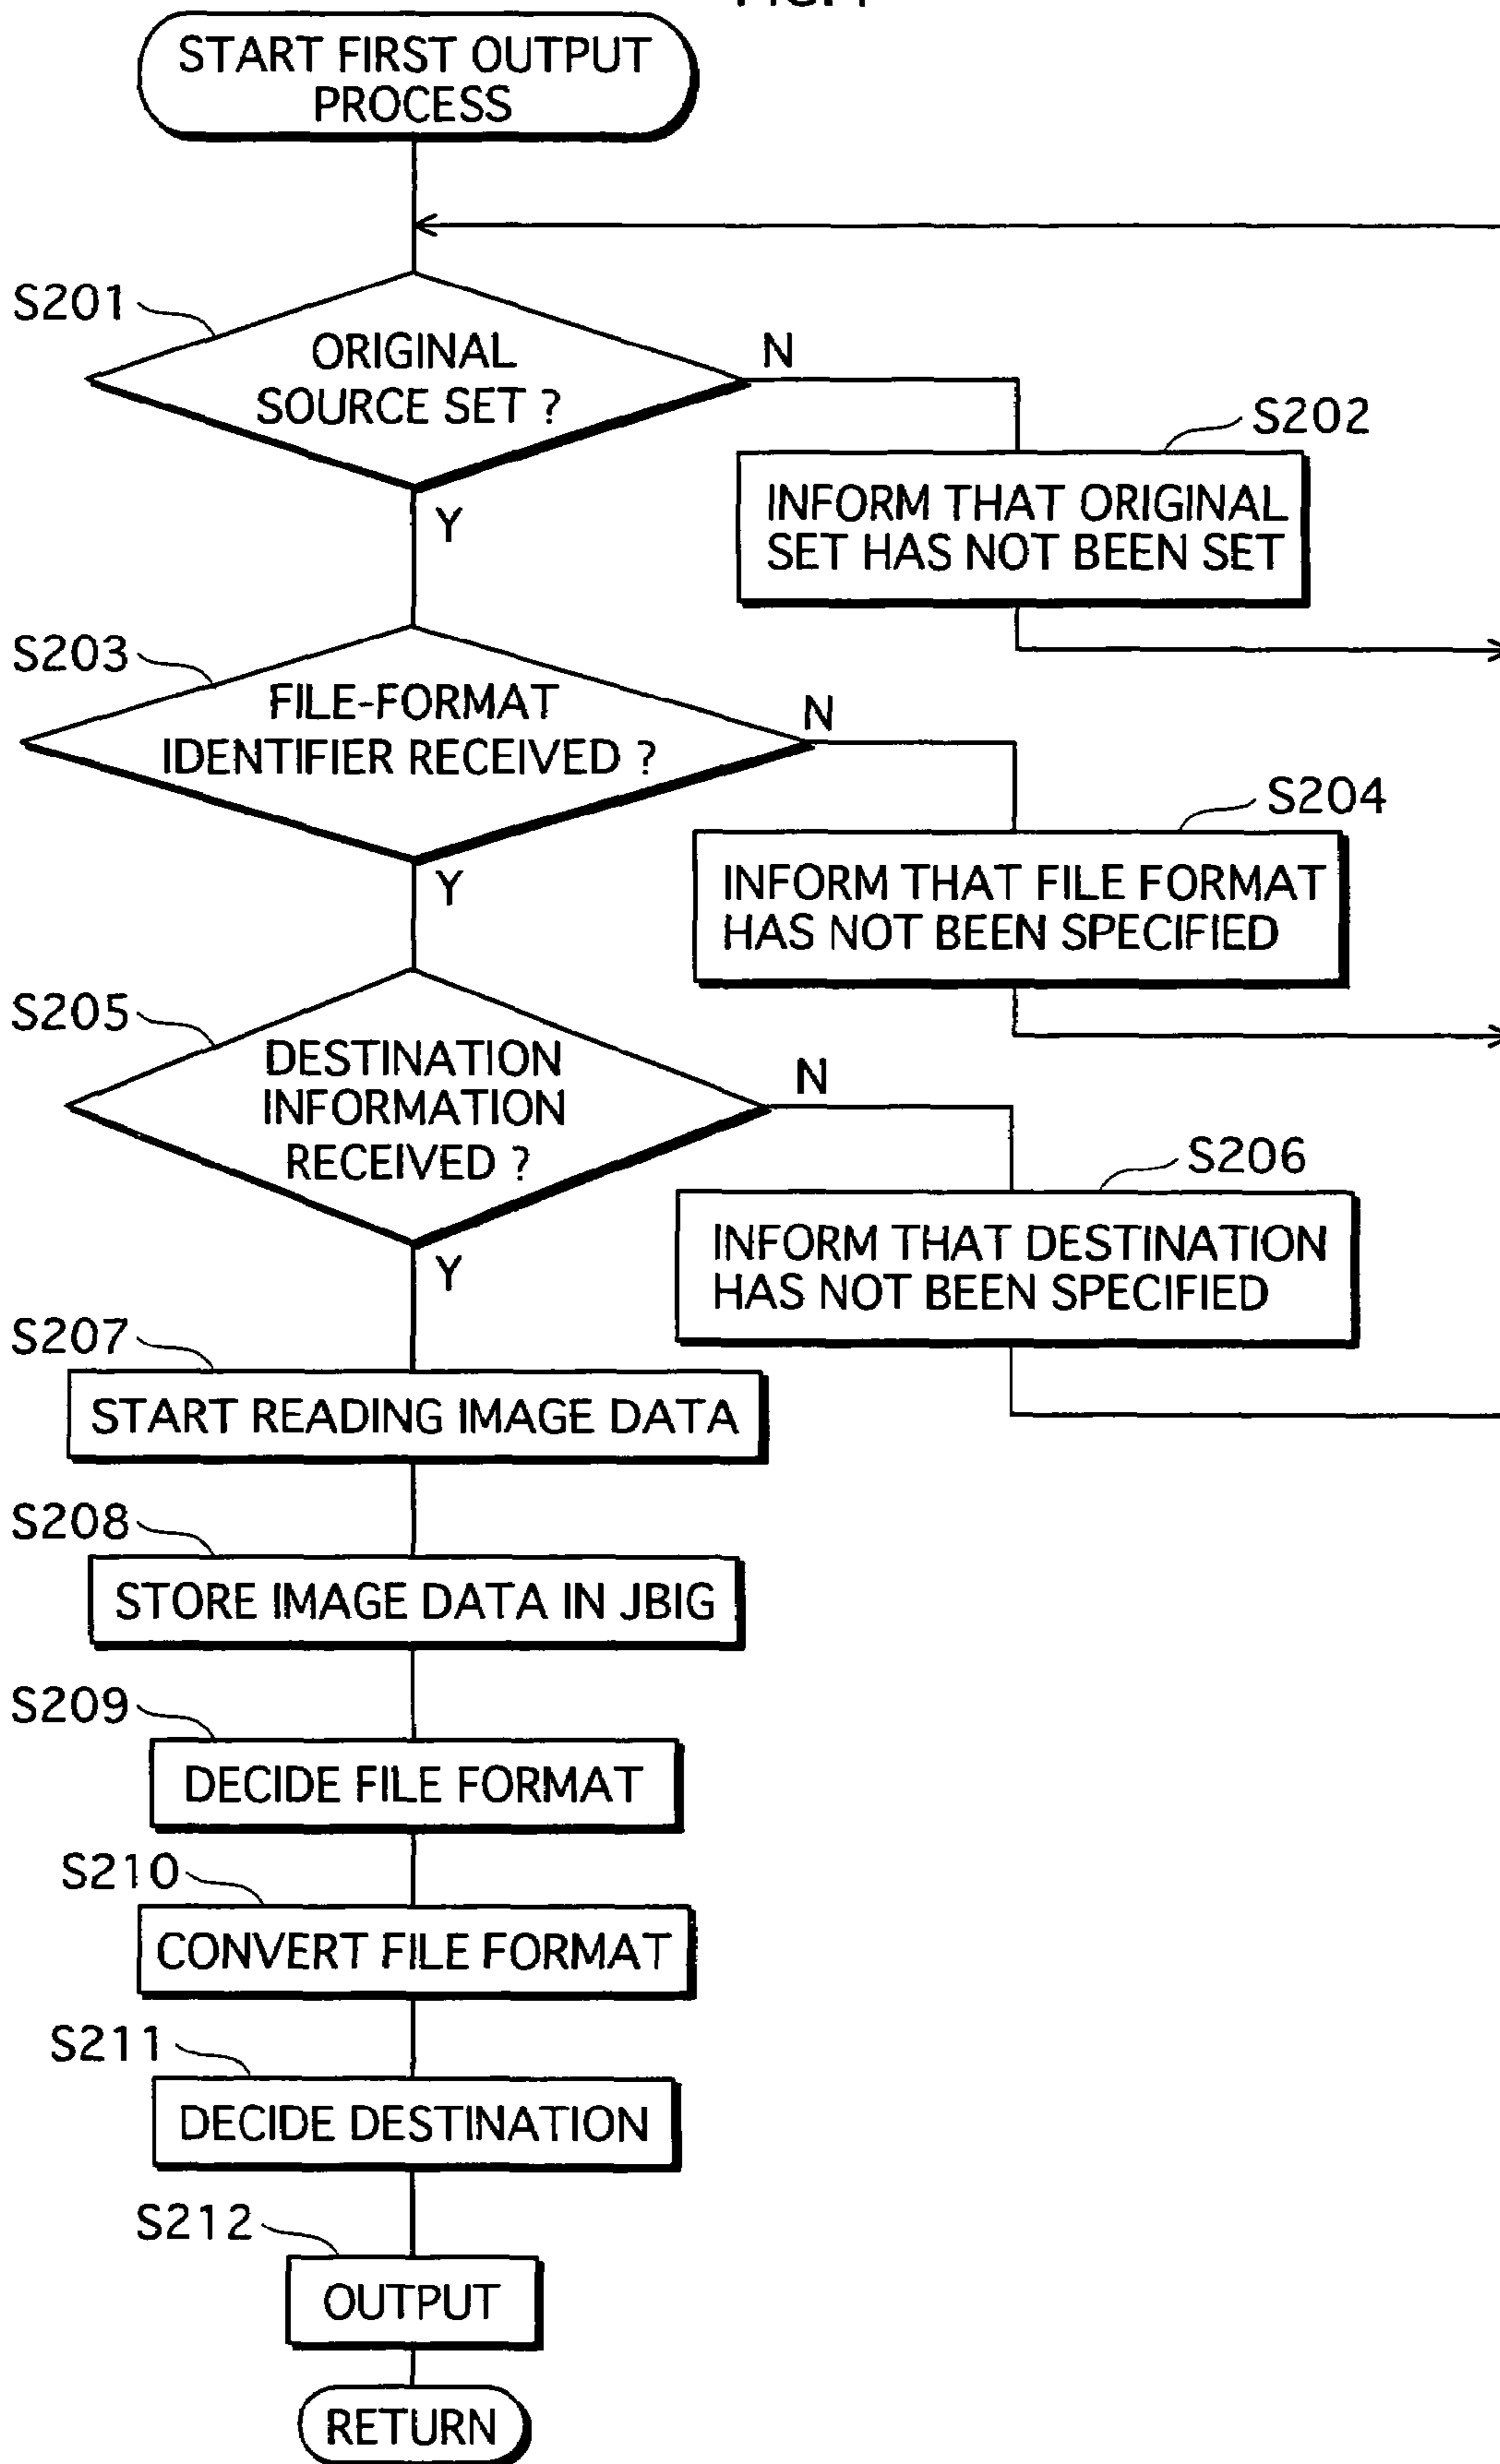 START FIRST OUTPUT
PROCESS
S201
ORIGINAL
SOURCE SET ?
N
Y
S202
INFORM THAT ORIGINAL
SET HAS NOT BEEN SET
S203
FILE-FORMAT
IDENTIFIER RECEIVED ?
N
Y
S204
INFORM THAT FILE FORMAT
HAS NOT BEEN SPECIFIED
S205
DESTINATION
INFORMATION
RECEIVED ?
N
Y
S206
INFORM THAT DESTINATION
HAS NOT BEEN SPECIFIED
S207
START READING IMAGE DATA
S208
STORE IMAGE DATA IN JBIG
S209
DECIDE FILE FORMAT
S210
CONVERT FILE FORMAT
S211
DECIDE DESTINATION
S212
OUTPUT
RETURN